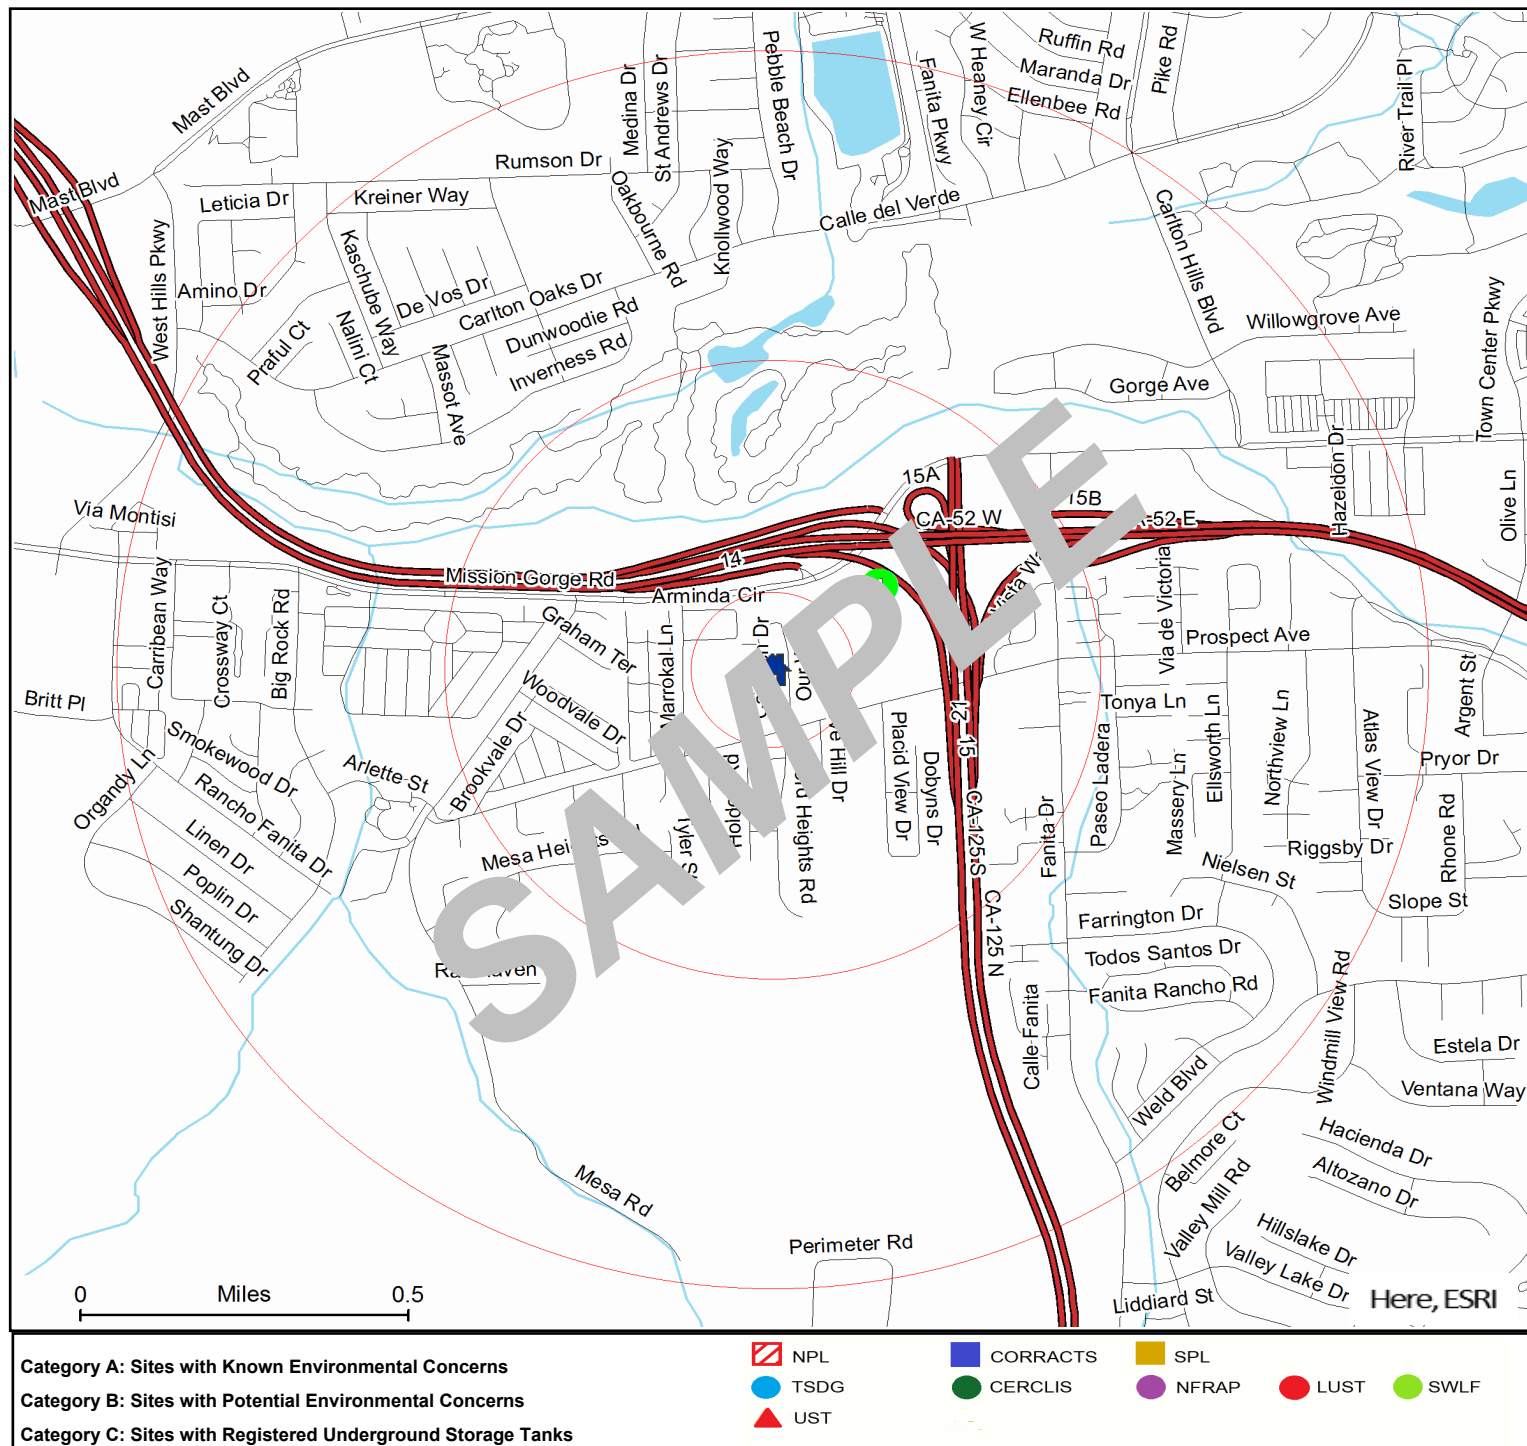 Mast Blvd
Medina Dr
St Andrews Dr
Pebble Beach Dr
Fanita Pkwy
W Heaney Cir
Ruffin Rd
Maranda Dr
Ellenbee Rd
Pike Rd
River Trail Pl
Mast Blvd
Rumson Dr
Leticia Dr
Kreiner Way
Oakbourne Rd
Knollwood Way
Calle del Verde
Carlton Hills Blvd
West Hills Pkwy
Amino Dr
Kaschube Way
De Vos Dr
Carlton Oaks Dr
Dunwoodie Rd
Inverness Rd
Praful Ct
Nalini Ct
Massot Ave
Willowgrove Ave
Town Center Pkwy
Gorge Ave
Hazeldon Dr
Olive Ln
Via Montisi
15A
15B
CA-52 W
-52 E
14
Mission Gorge Rd
Arminda Cir
Carribean Way
Crossway Ct
Big Rock Rd
Graham Ter
Marrokal Ln
Woodvale Dr
Brookvale Dr
Via de Victoria
Prospect Ave
Britt Pl
Smokewood Dr
Organdy Ln
Rancho Fanita Dr
Linen Dr
Poplin Dr
Shantung Dr
Arlette St
Placid View Dr
Dobyns Dr
Hill Dr
Heights Rd
12
15
CA-125 S
CA-125 N
Tonya Ln
Paseo Ladera
Massery Ln
Ellsworth Ln
Northview Ln
Atlas View Dr
Argent St
Pryor Dr
Rhone Rd
Riggsby Dr
Nielsen St
Slope St
Fanita Dr
Farrington Dr
Todos Santos Dr
Fanita Rancho Rd
Calle Fanita
Windmill View Rd
Estela Dr
Ventana Way
Weld Blvd
Belmore Ct
Valley Mill Rd
Hacienda Dr
Altozano Dr
Hillslake Dr
Valley Lake Dr
Liddiard St
Mesa Rd
Perimeter Rd
SAMPLE
0 Miles 0.5
Here, ESRI
Category A: Sites with Known Environmental Concerns
Category B: Sites with Potential Environmental Concerns
Category C: Sites with Registered Underground Storage Tanks
NPL CORRACTS SPL
TSDG CERCLIS NFRAP LUST SWLF
UST